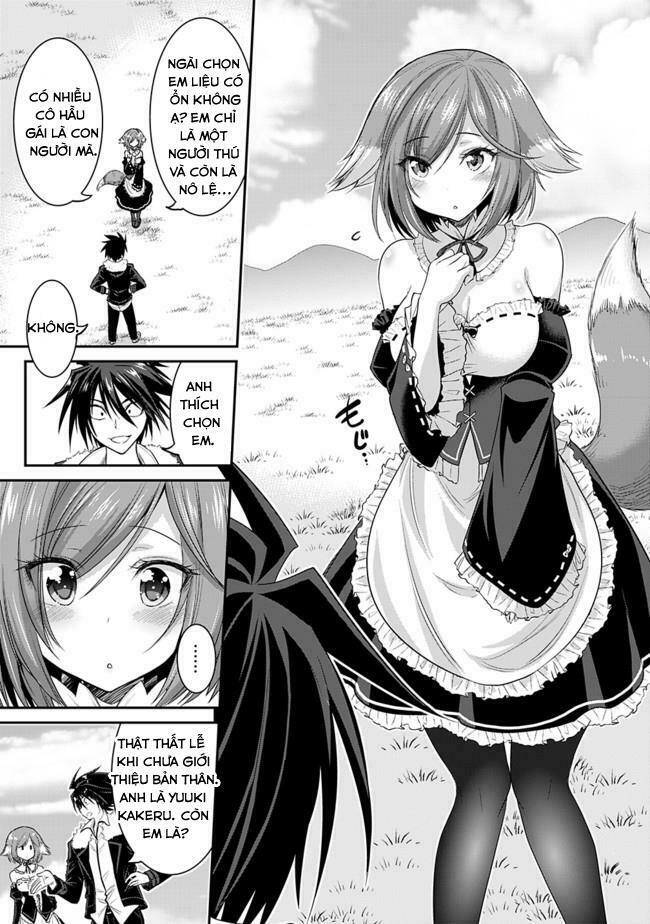 NGÀI CHỌN
EM LIỆU CÓ
ỔN KHÔNG
Ạ? EM CHỈ
LÀ MỘT
NGƯỜI THÚ
VÀ CÒN LÀ
NÔ LỆ...
CÓ NHIỀU
CÔ HẦU
GÁI LÀ CON
NGƯỜI MÀ.
もじ...
KHÔNG.
ANH
THÍCH
CHỌN
EM.
......
THẬT THẤT LỄ
KHI CHƯA GIỚI
THIỆU BẢN THÂN.
ANH LÀ YUUKI
KAKERU. CÒN
EM LÀ?